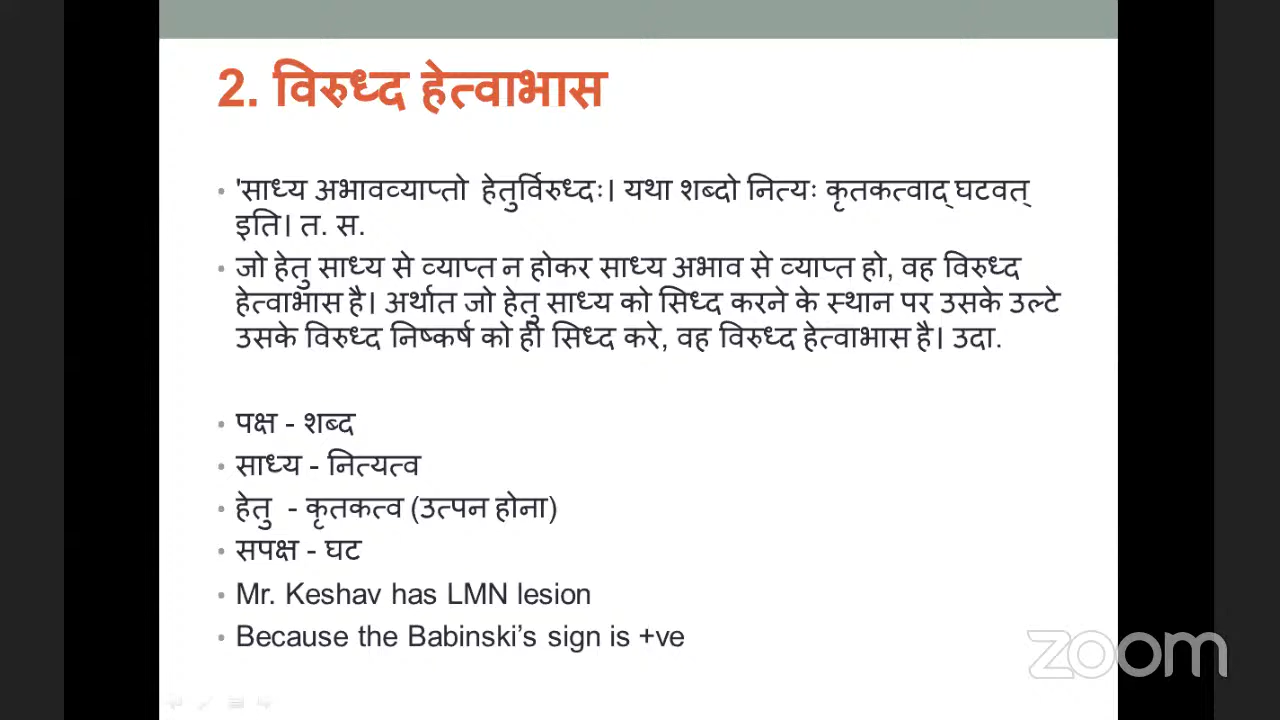 2. विरुध्द हेत्वाभास
'साध्य अभावव्याप्तो हेतुर्विरुध्दः। यथा शब्दो नित्यः कृतकत्वाद् घटवत्
इति। त. स.
जो हेतु साध्य से व्याप्त न होकर साध्य अभाव से व्याप्त हो, वह विरुध्द
हेत्वाभास है। अर्थात जो हेतु साध्य को सिध्द करने के स्थान पर उसके उल्टे
उसके विरुध्द निष्कर्ष को ही सिध्द करे, वह विरुध्द हेत्वाभास है। उदा.
पक्ष - शब्द
साध्य - नित्यत्व
हेतु - कृतकत्व (उत्पन होना)
सपक्ष - घट
Mr. Keshav has LMN lesion
Because the Babinski’s sign is +ve
zoom